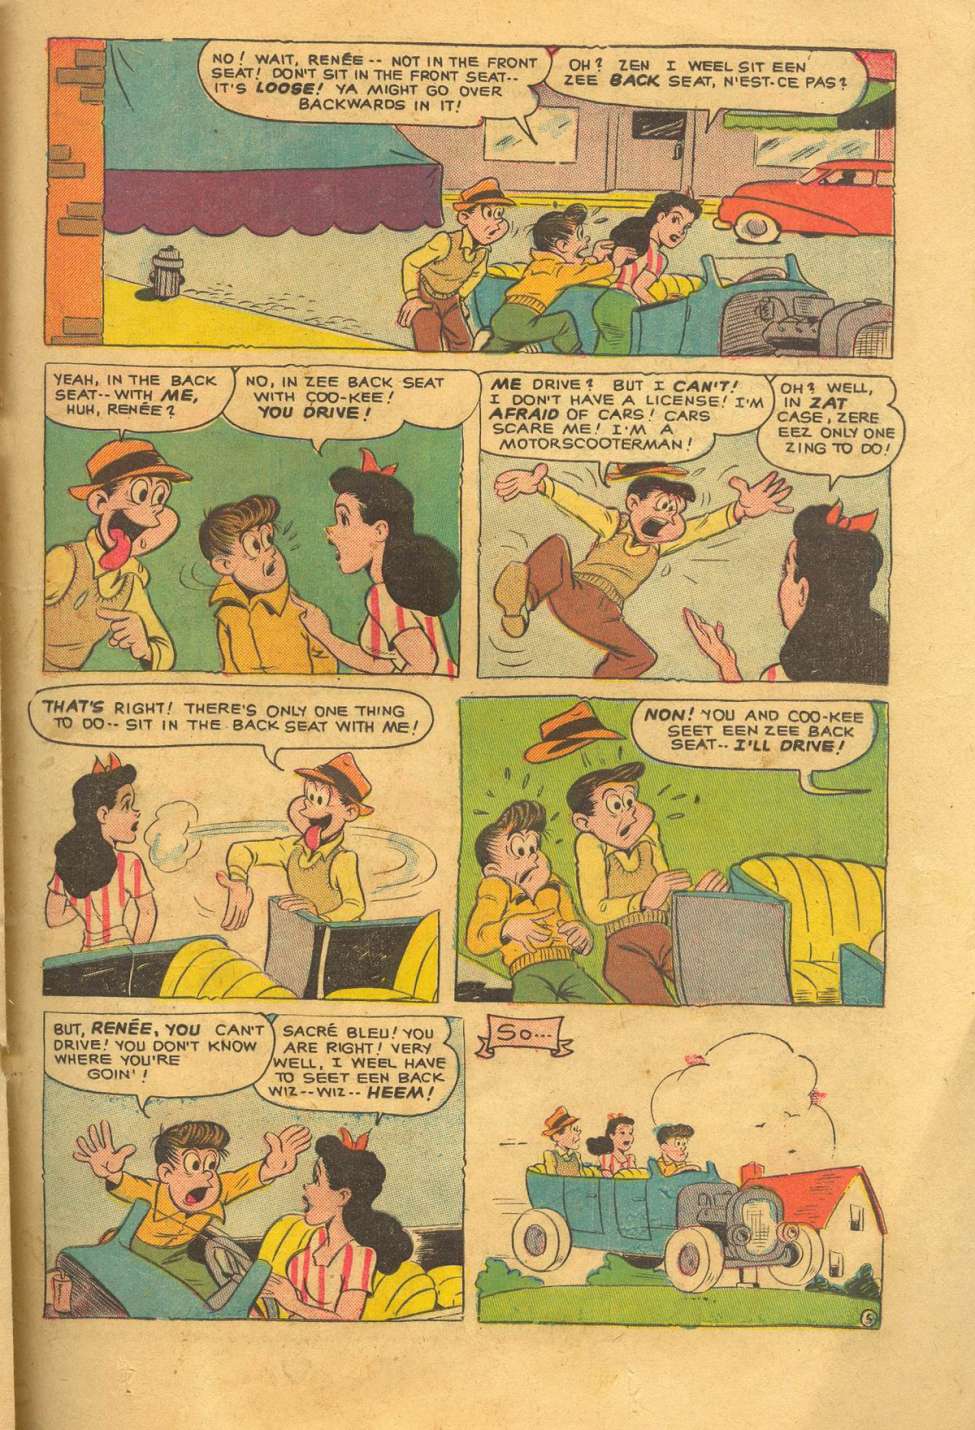 NO! WAIT, RENÉE -- NOT IN THE FRONT
SEAT! DON'T SIT IN THE FRONT SEAT--
IT'S LOOSE! YA MIGHT GO OVER
BACKWARDS IN IT!
OH? ZEN I WEEL SIT EEN
ZEE BACK SEAT, N'EST-CE PAS?
YEAH, IN THE BACK
SEAT--WITH ME,
HUH, RENÉE?
NO, IN ZEE BACK SEAT
WITH COO-KEE!
YOU DRIVE!
ME DRIVE? BUT I CAN'T!
I DON'T HAVE A LICENSE! I'M
AFRAID OF CARS! CARS
SCARE ME! I'M A
MOTORSCOOTERMAN!
OH? WELL,
IN ZAT
CASE, ZERE
EEZ ONLY ONE
ZING TO DO!
THAT'S RIGHT! THERE'S ONLY ONE THING
TO DO-- SIT IN THE BACK SEAT WITH ME!
NON! YOU AND COO-KEE
SEET EEN ZEE BACK
SEAT-- I'LL DRIVE!
BUT, RENÉE, YOU CAN'T
DRIVE! YOU DON'T KNOW
WHERE YOU'RE
GOIN'!
SACRÉ BLEU! YOU
ARE RIGHT! VERY
WELL, I WEEL HAVE
TO SEET EEN BACK
WIZ--WIZ-- HEEM!
So...
5